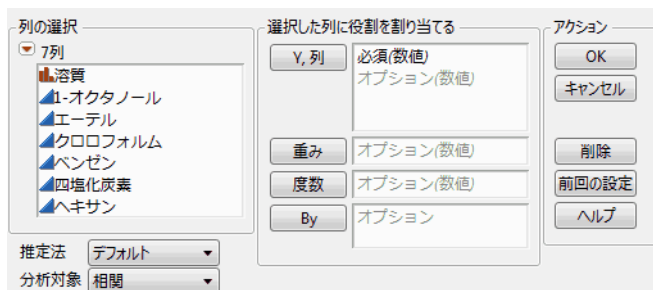 列の選択
7列
溶質
1-オクタノール
エーテル
クロロフォルム
ベンゼン
四塩化炭素
ヘキサン
推定法 デフォルト
分析対象 相関
選択した列に役割を割り当てる
Y, 列 必須(数値)
オプション(数値)
重み オプション(数値)
度数 オプション(数値)
By オプション
アクション
OK
キャンセル
削除
前回の設定
ヘルプ